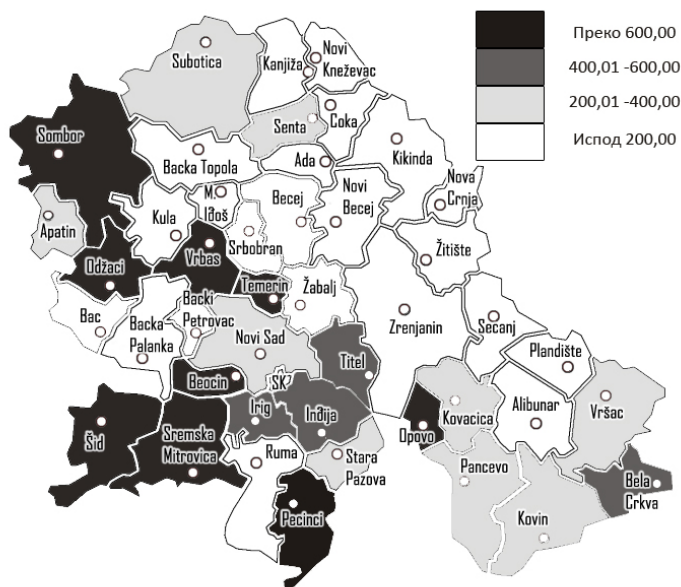 Преко 600,00
400,01 -600,00
200,01 -400,00
Испод 200,00
Subotica
Kanjiža
Novi
Kneževac
Senta
Coka
Sombor
Backa Topola
Ada
Kikinda
Nova
Crnja
Apatin
Kula
M.
Iđoš
Becej
Novi
Becej
Srbobran
Vrbas
Žitište
Odžaci
Temerin
Žabalj
Bac
Backa
Palanka
Backi
Petrovac
Novi Sad
Zrenjanin
Secanj
Titel
Plandište
Beocin
SK
Irig
Inđija
Opovo
Kovacica
Alibunar
Vršac
Šid
Sremska
Mitrovica
Ruma
Stara
Pazova
Pancevo
Bela
Crkva
Pecinci
Kovin